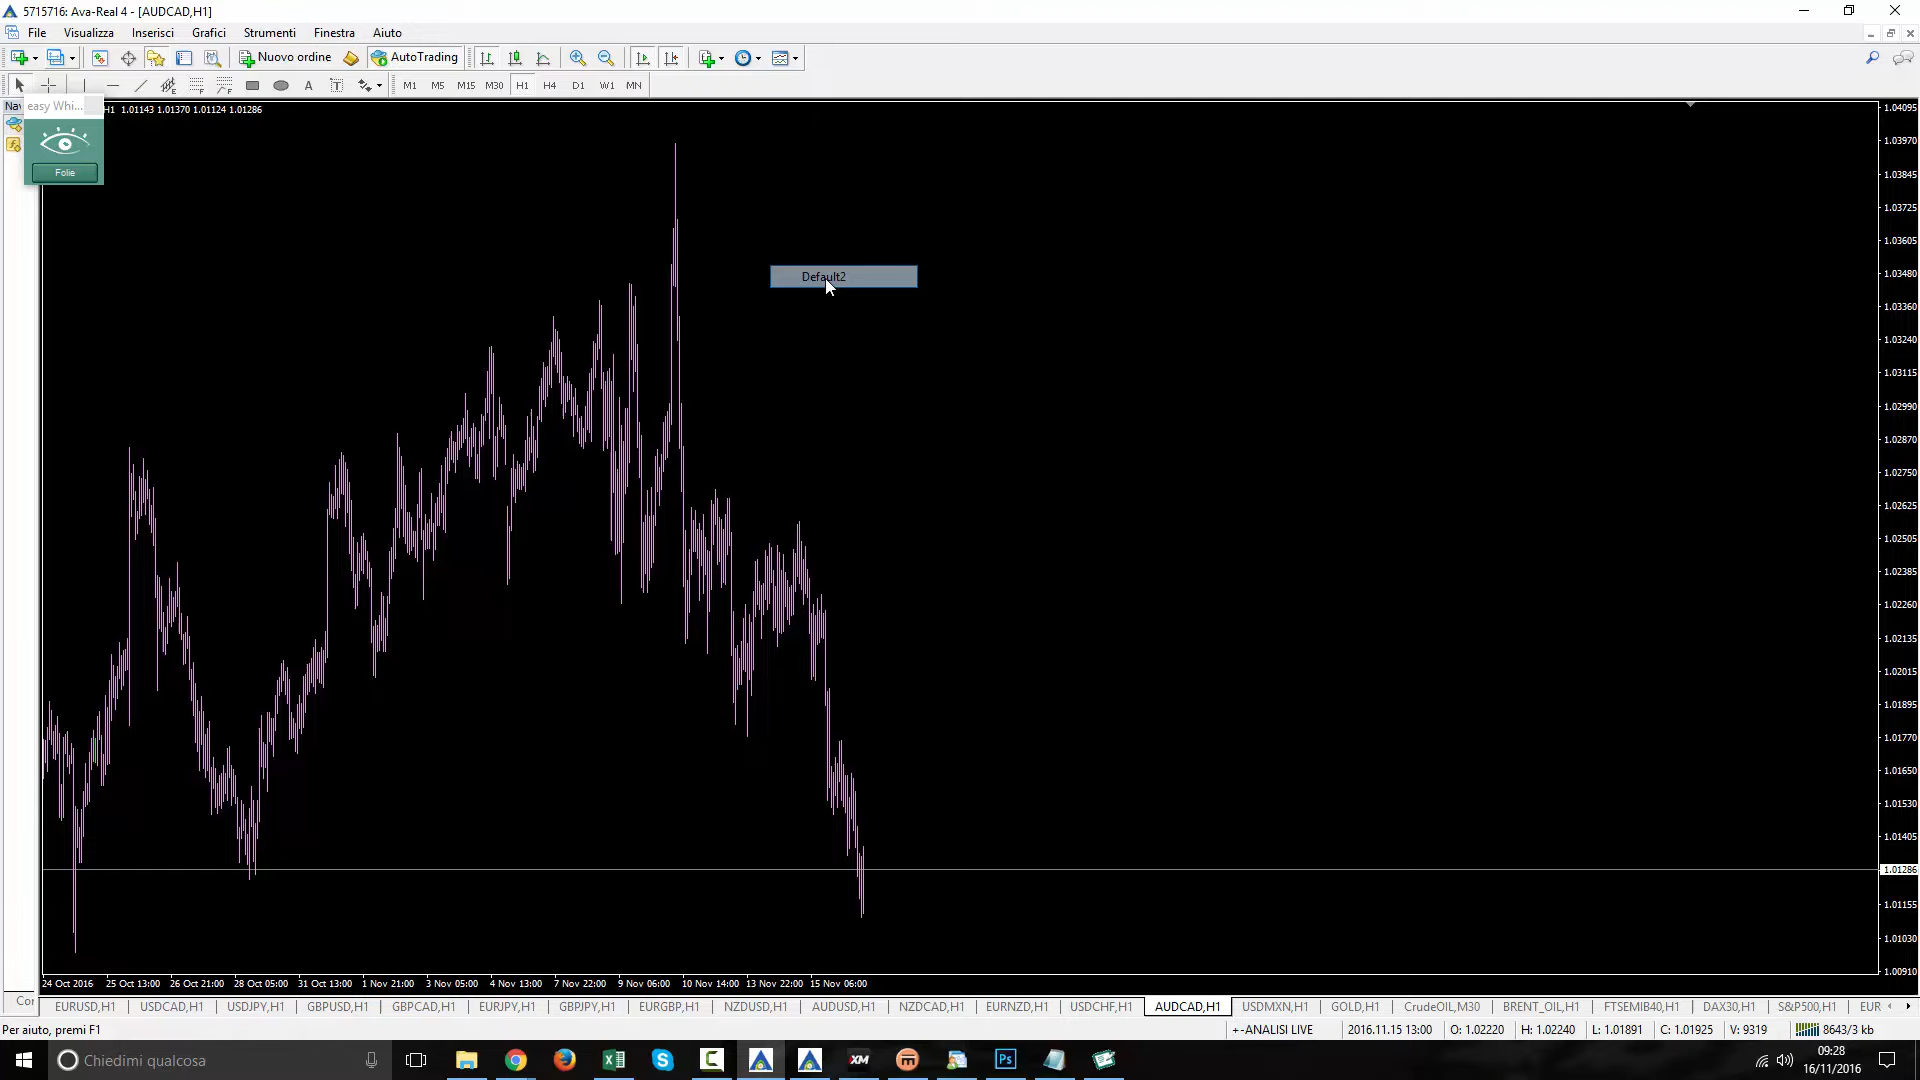 5715716: Ava-Real 4 - [AUDCAD,H1]
File Visualizza Inserisci Grafici Strumenti Finestra Aiuto
Nuovo ordine AutoTrading
A T M1 M5 M15 M30 H1 H4 D1 W1 MN
Nav easy Whi... H1 1.01143 1.01370 1.01124 1.01286
Folie
Default2
1.04095
1.03970
1.03845
1.03725
1.03605
1.03480
1.03360
1.03240
1.03115
1.02990
1.02870
1.02750
1.02625
1.02505
1.02385
1.02260
1.02135
1.02015
1.01895
1.01770
1.01650
1.01530
1.01405
1.01286
1.01155
1.01030
1.00910
24 Oct 2016 25 Oct 13:00 26 Oct 21:00 28 Oct 05:00 31 Oct 13:00 1 Nov 21:00 3 Nov 05:00 4 Nov 13:00 7 Nov 22:00 9 Nov 06:00 10 Nov 14:00 13 Nov 22:00 15 Nov 06:00
Cor EURUSD,H1 USDCAD,H1 USDJPY,H1 GBPUSD,H1 GBPCAD,H1 EURJPY,H1 GBPJPY,H1 EURGBP,H1 NZDUSD,H1 AUDUSD,H1 NZDCAD,H1 EURNZD,H1 USDCHF,H1 AUDCAD,H1 USDMXN,H1 GOLD,H1 CrudeOIL,M30 BRENT_OIL,H1 FTSEMIB40,H1 DAX30,H1 S&P500,H1 EUR
Per aiuto, premi F1 +-ANALISI LIVE 2016.11.15 13:00 O: 1.02220 H: 1.02240 L: 1.01891 C: 1.01925 V: 9319 8643/3 kb
Chiedimi qualcosa XM Ps 09:28
16/11/2016